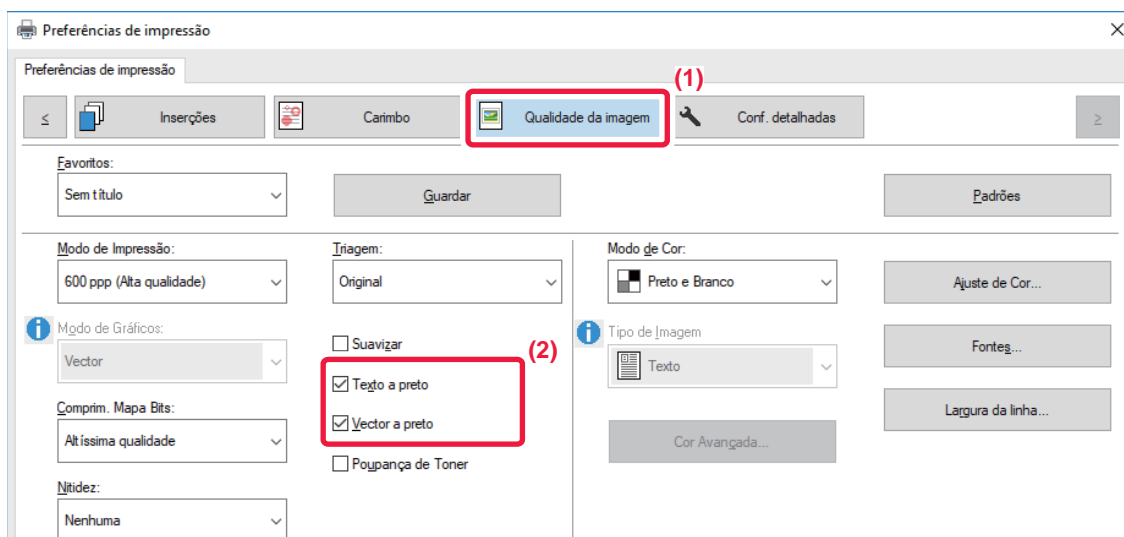 Preferências de impressão
Preferências de impressão
(1)
< Inserções Carimbo Qualidade da imagem Conf. detalhadas >
Favoritos:
Sem título Guardar Padrões
Modo de Impressão: Triagem: Modo de Cor:
600 ppp (Alta qualidade) Original Preto e Branco Ajuste de Cor...
Modo de Gráficos: Suavizar (2) Tipo de Imagem
Vector Texto a preto Texto Fontes...
Comprim. Mapa Bits: Vector a preto Largura da linha...
Altíssima qualidade Poupança de Toner Cor Avançada...
Nitidez:
Nenhuma